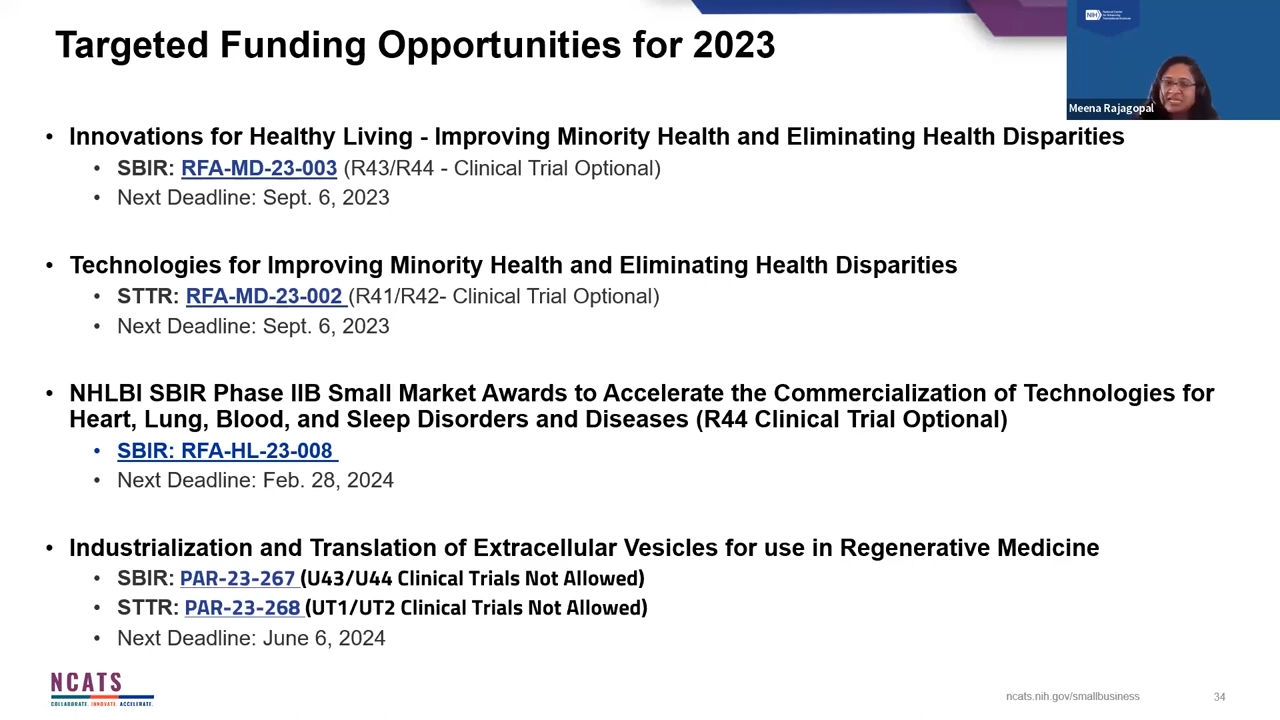 Targeted Funding Opportunities for 2023
NIH
Meena Rajagopal
• Innovations for Healthy Living - Improving Minority Health and Eliminating Health Disparities
• SBIR: RFA-MD-23-003 (R43/R44 - Clinical Trial Optional)
• Next Deadline: Sept. 6, 2023
• Technologies for Improving Minority Health and Eliminating Health Disparities
• STTR: RFA-MD-23-002 (R41/R42- Clinical Trial Optional)
• Next Deadline: Sept. 6, 2023
• NHLBI SBIR Phase IIB Small Market Awards to Accelerate the Commercialization of Technologies for
Heart, Lung, Blood, and Sleep Disorders and Diseases (R44 Clinical Trial Optional)
• SBIR: RFA-HL-23-008
• Next Deadline: Feb. 28, 2024
• Industrialization and Translation of Extracellular Vesicles for use in Regenerative Medicine
• SBIR: PAR-23-267 (U43/U44 Clinical Trials Not Allowed)
• STTR: PAR-23-268 (UT1/UT2 Clinical Trials Not Allowed)
• Next Deadline: June 6, 2024
NCATS
COLLABORATE. INNOVATE. ACCELERATE.
ncats.nih.gov/smallbusiness
34